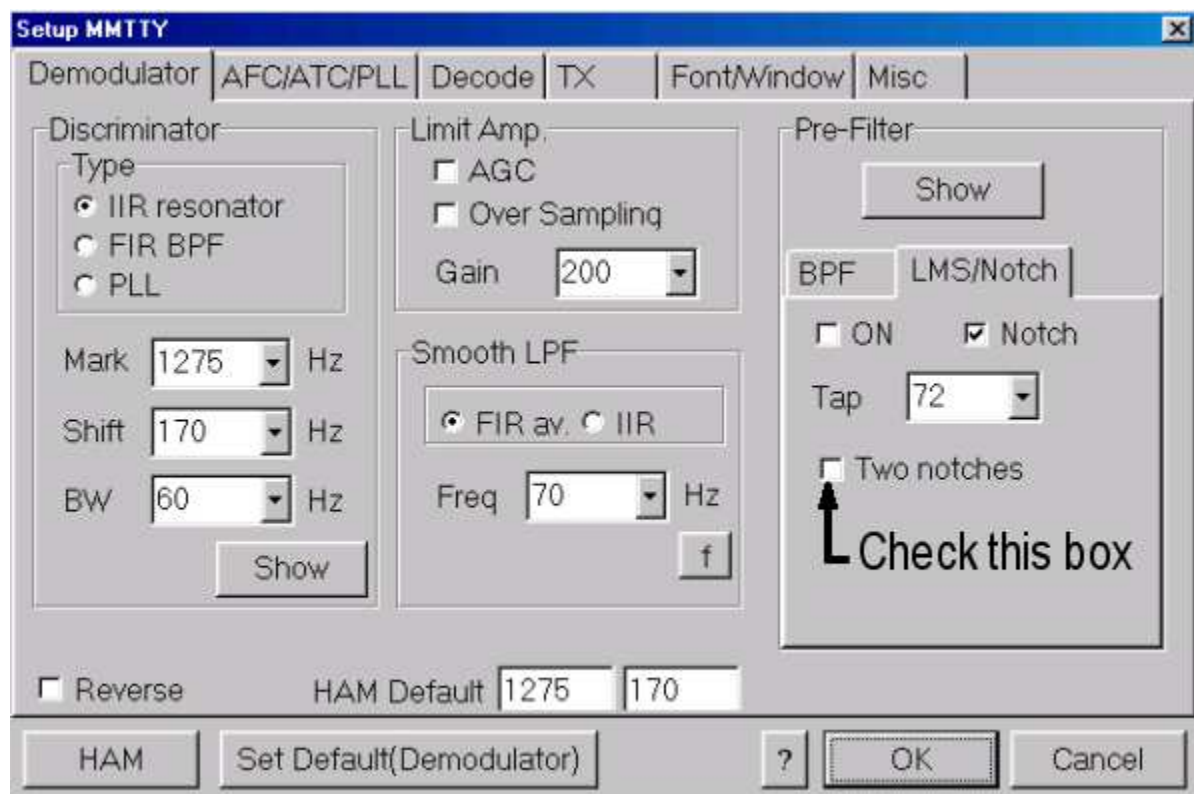 Setup MMTTY
Demodulator AFC/ATC/PLL Decode TX Font/Window Misc
Discriminator
Type
IIR resonator
FIR BPF
PLL
Mark 1275 Hz
Shift 170 Hz
BW 60 Hz
Show
Limit Amp.
AGC
Over Sampling
Gain 200
Smooth LPF
FIR av. IIR
Freq 70 Hz
f
Pre-Filter
Show
BPF LMS/Notch
ON Notch
Tap 72
Two notches
Check this box
Reverse HAM Default 1275 170
HAM Set Default(Demodulator) ? OK Cancel